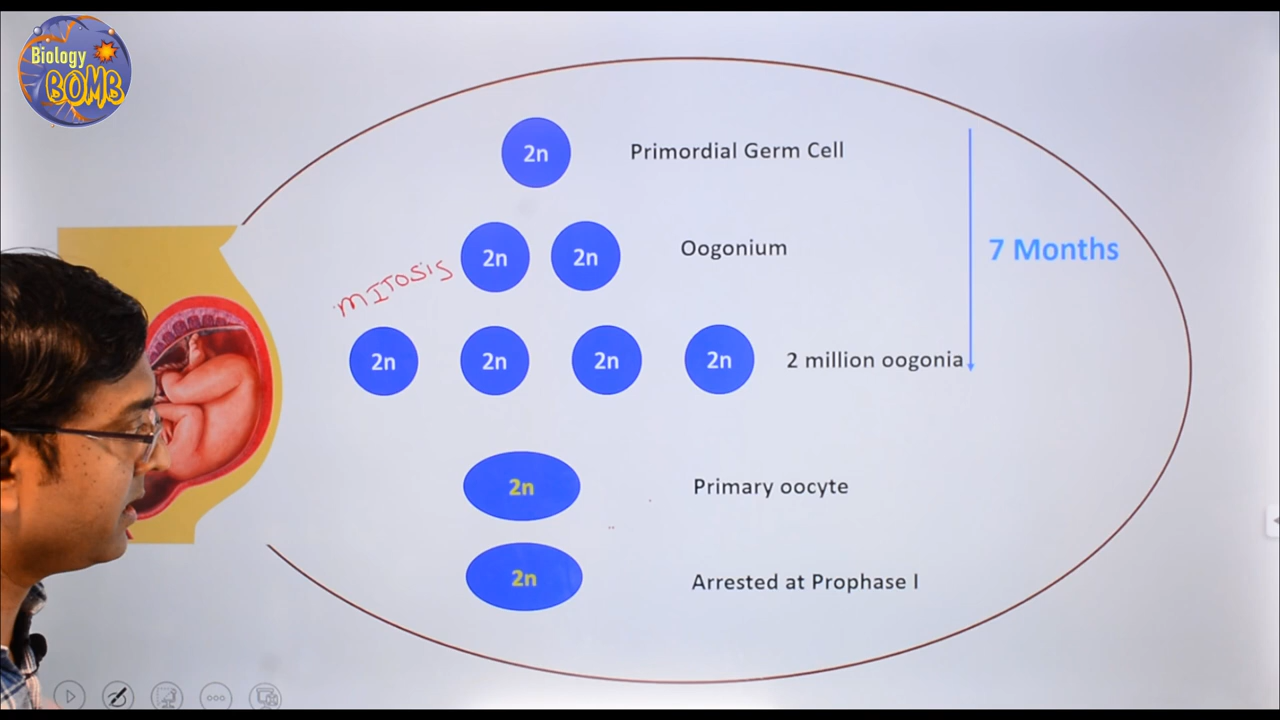 Biology
BOMB
2n
Primordial Germ Cell
2n
2n
Oogonium
7 Months
MITOSIS
2n
2n
2n
2n
2 million oogonia
2n
Primary oocyte
2n
Arrested at Prophase I